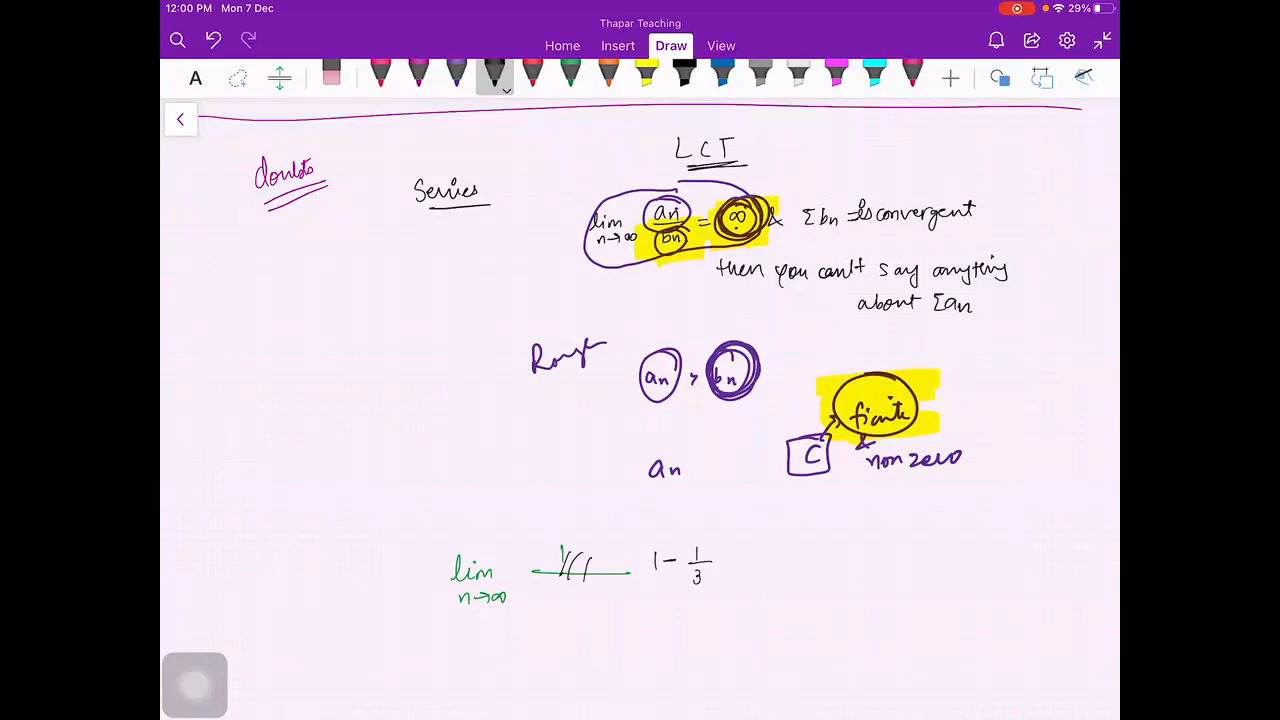 12:00 PM Mon 7 Dec
29%
Thapar Teaching
Home Insert Draw View
A
doubts
LCT
Series
lim n→∞ an/bn = ∞ & Σbn = is convergent
then you can't say anything
about Σan
Rough
an > bn
finite
C
& non zero
an
lim n→∞ 1 1 - 1/3